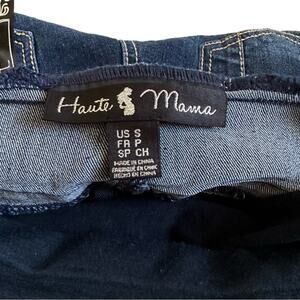 Haute Mama
US S
FR P
SP CH
MADE IN CHINA
FABRIQUÉ EN CHINE
HECHO EN CHINA